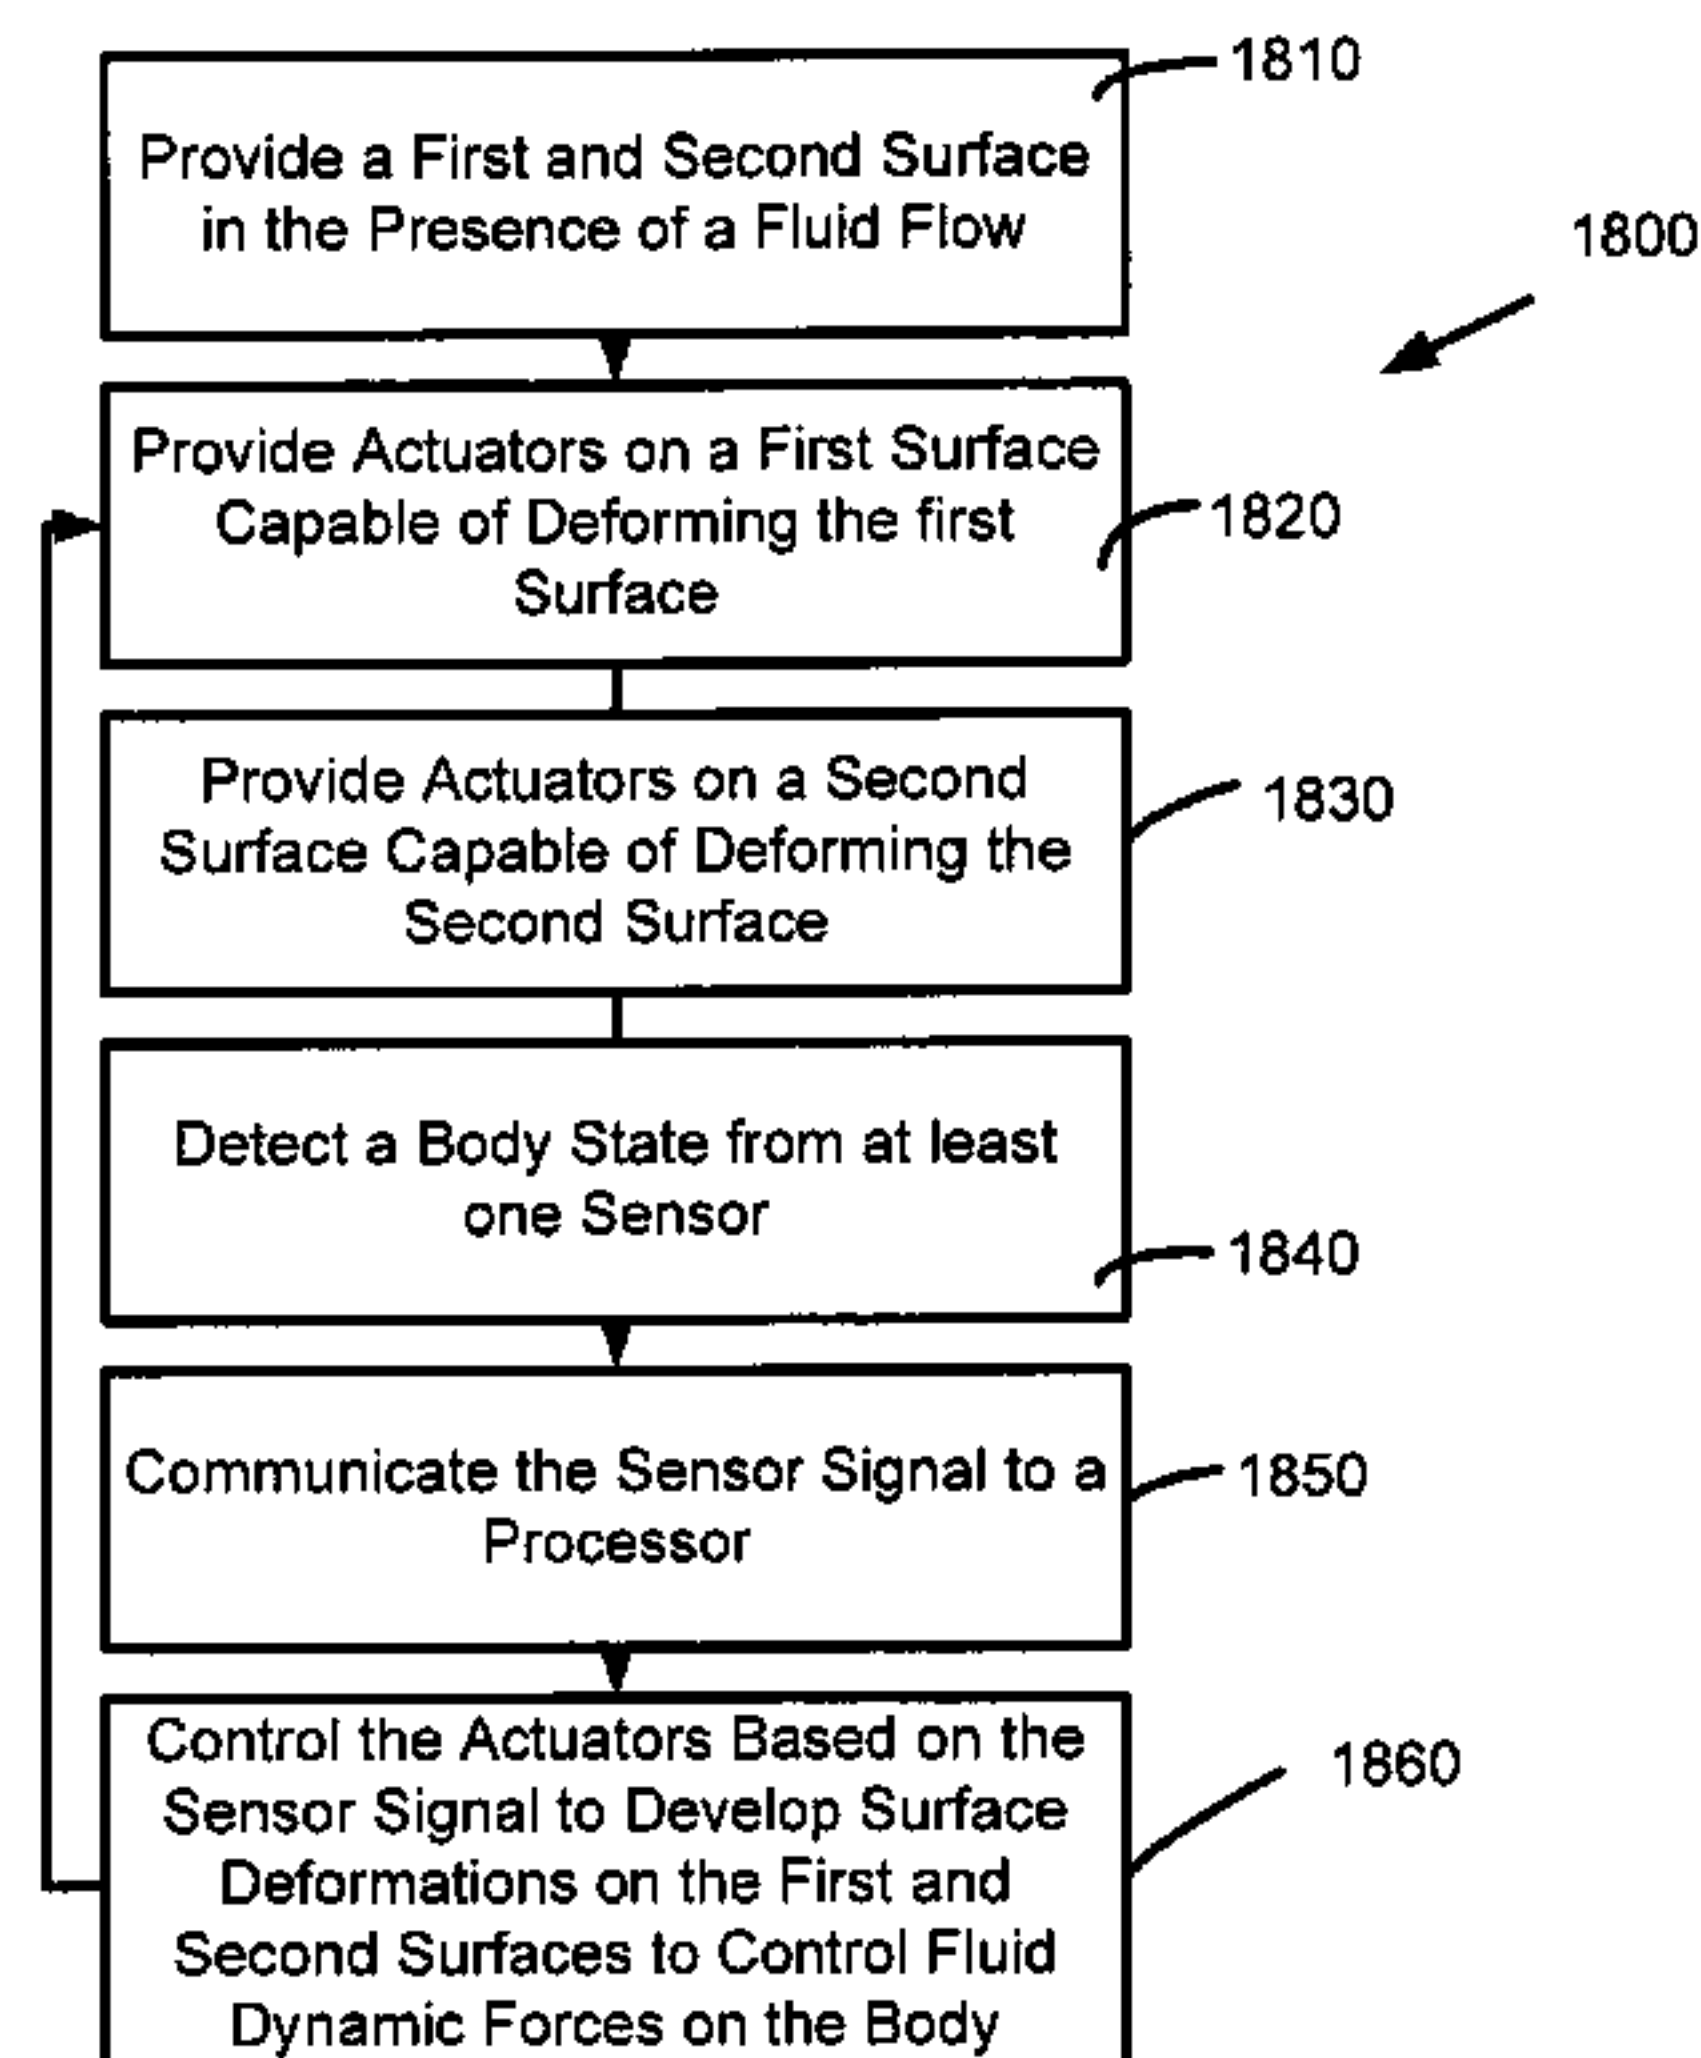 1810
Provide a First and Second Surface
in the Presence of a Fluid Flow
1800
Provide Actuators on a First Surface
Capable of Deforming the first
Surface
1820
Provide Actuators on a Second
Surface Capable of Deforming the
Second Surface
1830
Detect a Body State from at least
one Sensor
1840
Communicate the Sensor Signal to a
Processor
1850
Control the Actuators Based on the
Sensor Signal to Develop Surface
Deformations on the First and
Second Surfaces to Control Fluid
Dynamic Forces on the Body
1860